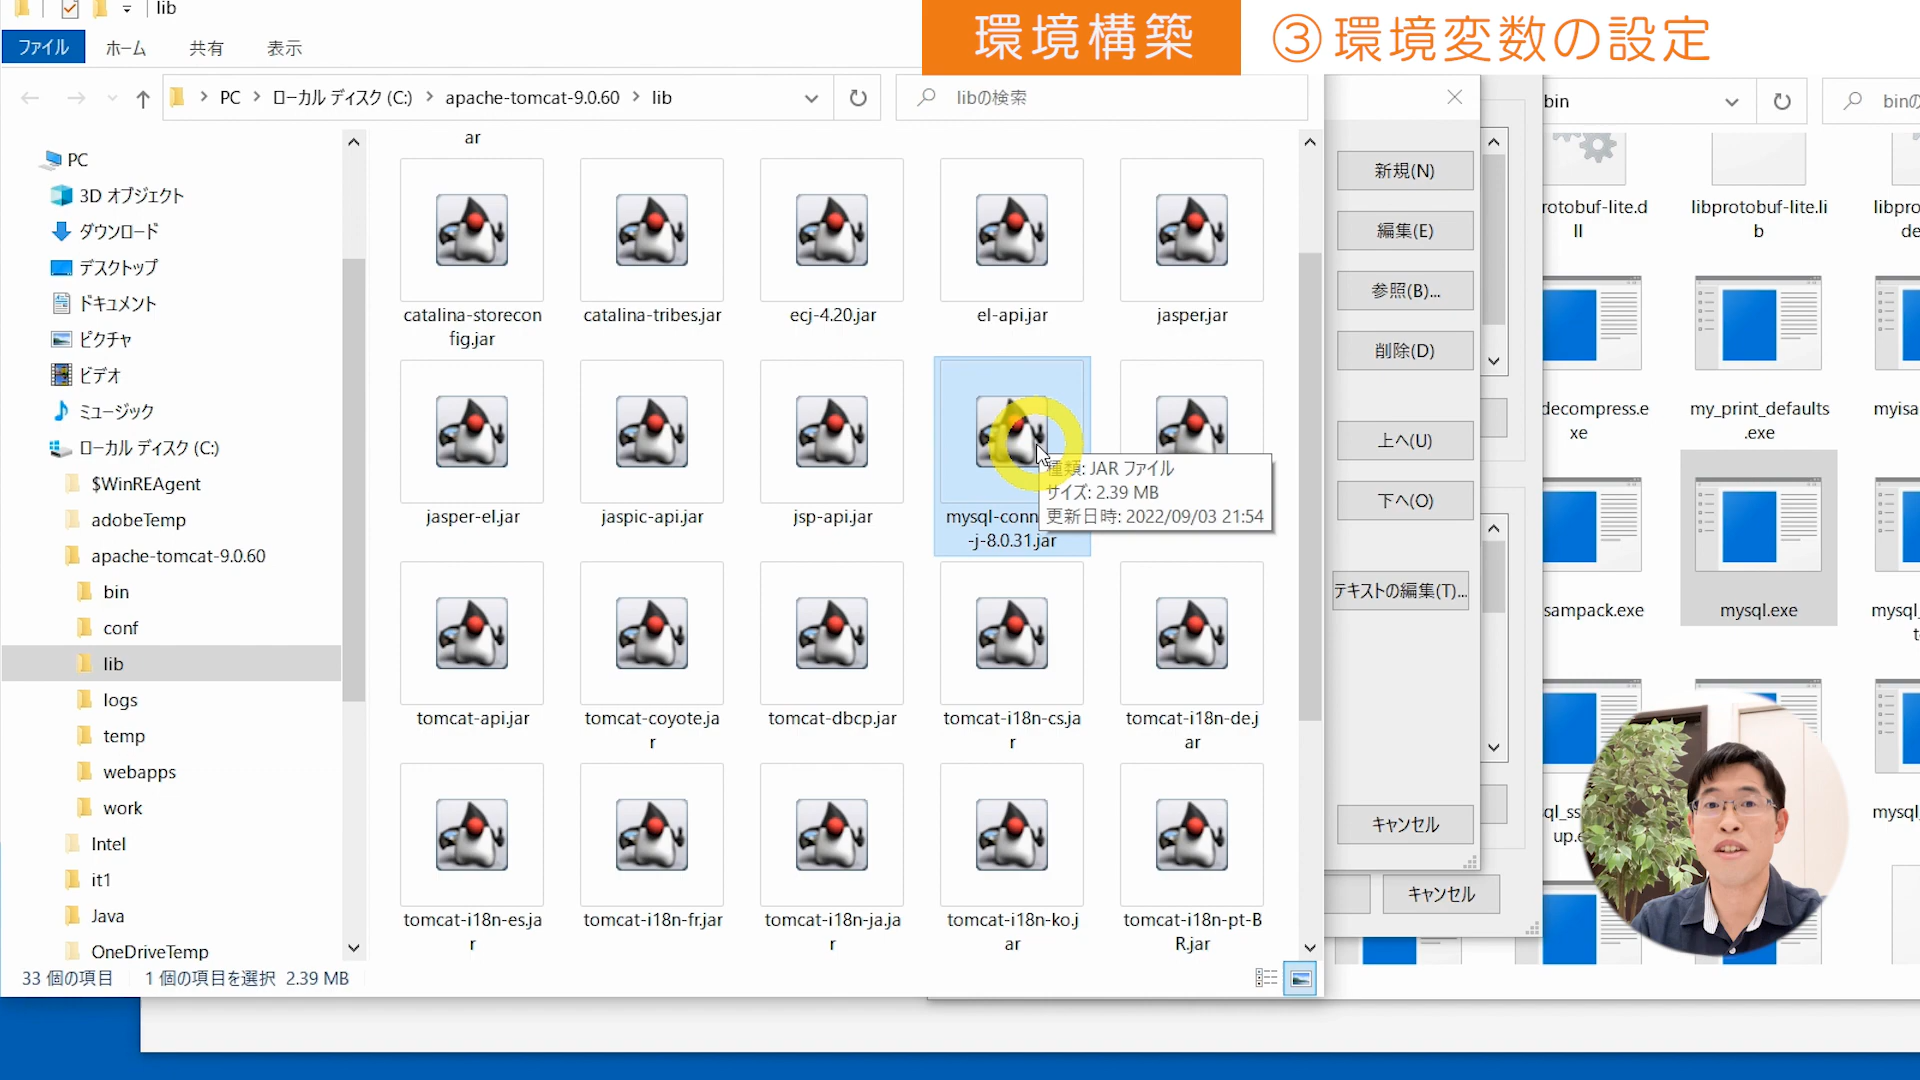 lib
環境構築
③環境変数の設定
ファイル
ホーム
共有
表示
PC
ローカル ディスク (C:)
apache-tomcat-9.0.60
lib
libの検索
bin
PC
3D オブジェクト
ダウンロード
デスクトップ
ドキュメント
ピクチャ
ビデオ
ミュージック
ローカル ディスク (C:)
$WinREAgent
adobeTemp
apache-tomcat-9.0.60
bin
conf
lib
logs
temp
webapps
work
Intel
it1
Java
OneDriveTemp
ar
catalina-storecon
fig.jar
catalina-tribes.jar
ecj-4.20.jar
el-api.jar
jasper.jar
jasper-el.jar
jaspic-api.jar
jsp-api.jar
mysql-conn
-j-8.0.31.jar
種類: JAR ファイル
サイズ: 2.39 MB
更新日時: 2022/09/03 21:54
tomcat-api.jar
tomcat-coyote.ja
r
tomcat-dbcp.jar
tomcat-i18n-cs.ja
r
tomcat-i18n-de.j
ar
tomcat-i18n-es.ja
r
tomcat-i18n-fr.jar
tomcat-i18n-ja.ja
r
tomcat-i18n-ko.j
ar
tomcat-i18n-pt-B
R.jar
33 個の項目
1 個の項目を選択 2.39 MB
新規(N)
編集(E)
参照(B)...
削除(D)
上へ(U)
下へ(O)
テキストの編集(T)...
キャンセル
キャンセル
rotobuf-lite.d
ll
libprotobuf-lite.li
b
libpro
de
decompress.e
xe
my_print_defaults
.exe
myisa
sampack.exe
mysql.exe
mysql_
ql_ss
up.e
mysql_